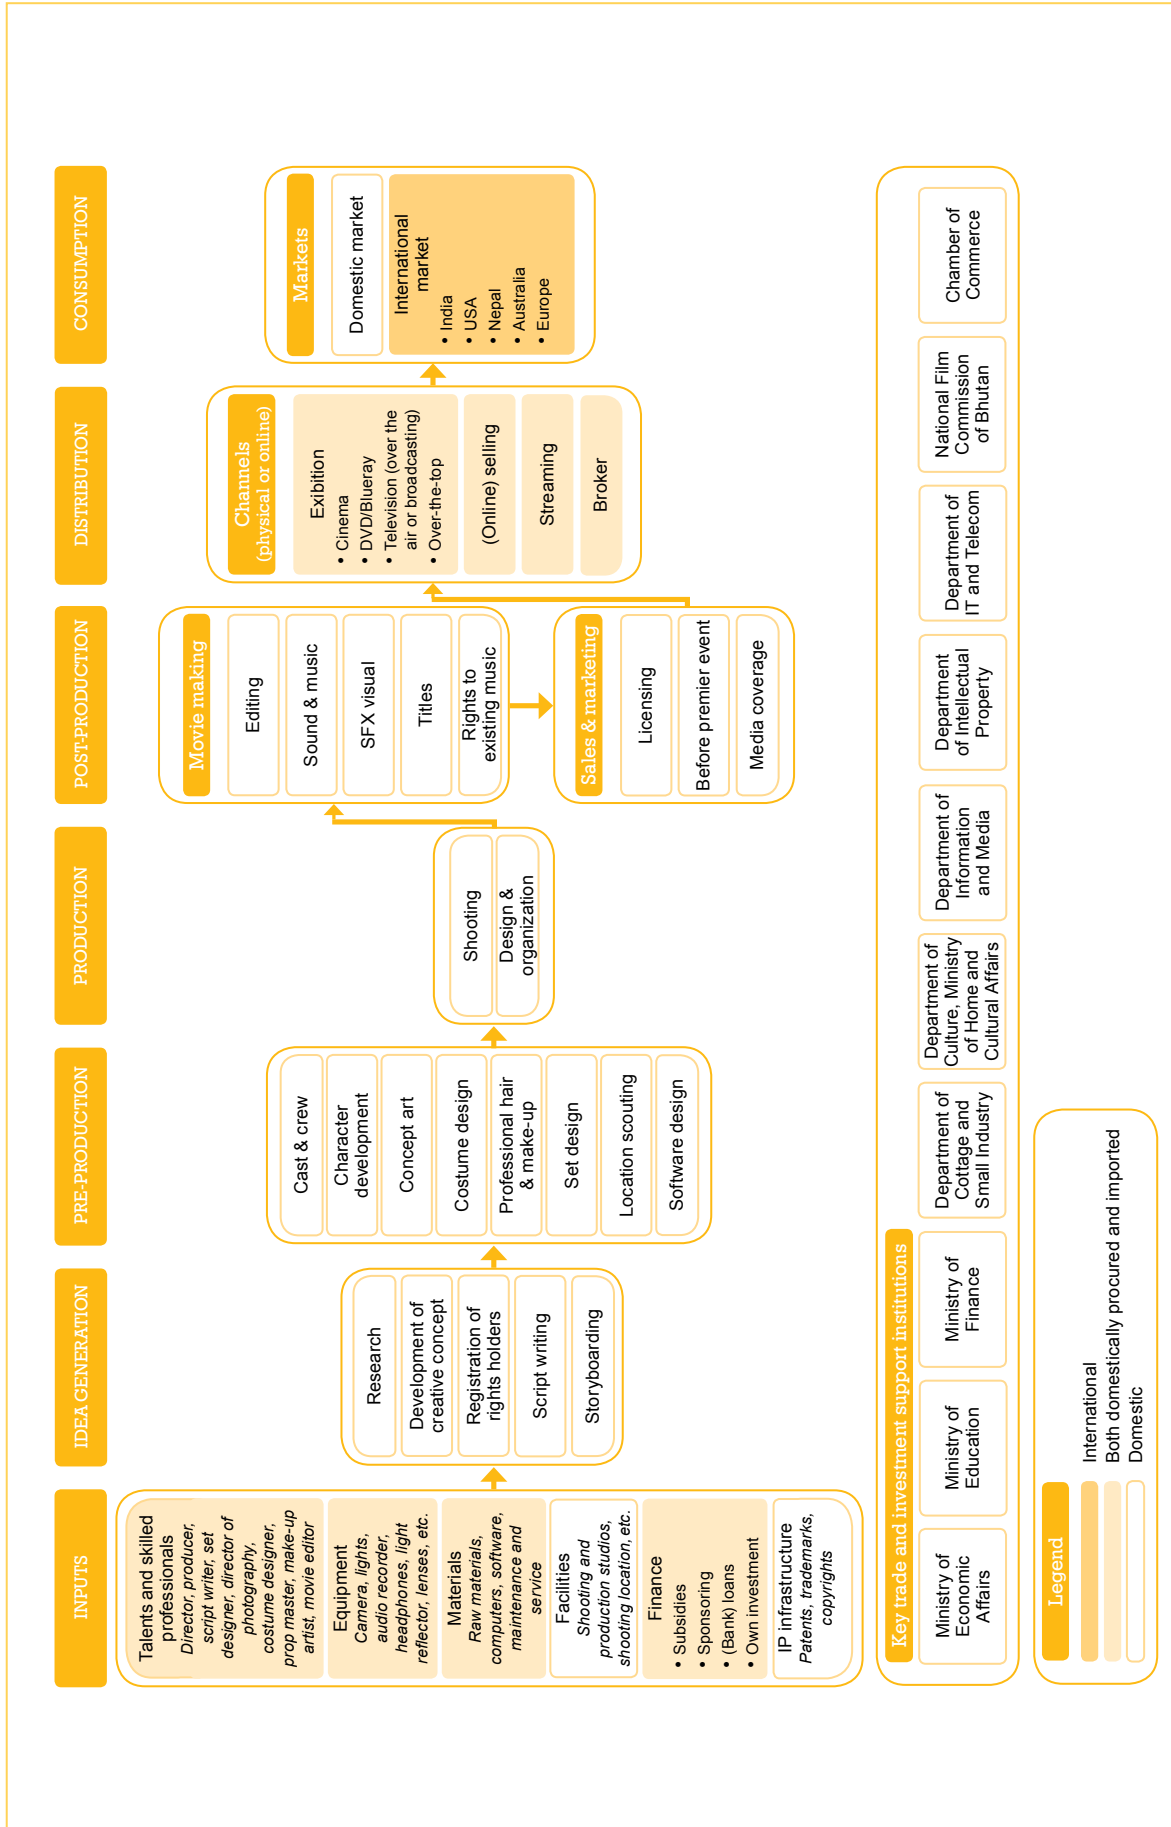 INPUTS
IDEA GENERATION
PRE-PRODUCTION
PRODUCTION
POST-PRODUCTION
DISTRIBUTION
CONSUMPTION
Talents and skilled
professionals
Director, producer,
script writer, set
designer, director of
photography,
costume designer,
prop master, make-up
artist, movie editor
Equipment
Camera, lights,
audio recorder,
headphones, light
reflector, lenses, etc.
Materials
Raw materials,
computers, software,
maintenance and
service
Facilities
Shooting and
production studios,
shooting location, etc.
Finance
• Subsidies
• Sponsoring
• (Bank) loans
• Own investment
IP infrastructure
Patents, trademarks,
copyrights
Research
Development of
creative concept
Registration of
rights holders
Script writing
Storyboarding
Cast & crew
Character
development
Concept art
Costume design
Professional hair
& make-up
Set design
Location scouting
Software design
Shooting
Design &
organization
Movie making
Editing
Sound & music
SFX visual
Titles
Rights to
existing music
Sales & marketing
Licensing
Before premier event
Media coverage
Channels
(physical or online)
Exibition
• Cinema
• DVD/Blueray
• Television (over the
air or broadcasting)
• Over-the-top
(Online) selling
Streaming
Broker
Markets
Domestic market
International
market
• India
• USA
• Nepal
• Australia
• Europe
Key trade and investment support institutions
Ministry of
Economic
Affairs
Ministry of
Education
Ministry of
Finance
Department of
Cottage and
Small Industry
Department of
Culture, Ministry
of Home and
Cultural Affairs
Department of
Information
and Media
Department
of Intellectual
Property
Department of
IT and Telecom
National Film
Commission
of Bhutan
Chamber of
Commerce
Legend
International
Both domestically procured and imported
Domestic